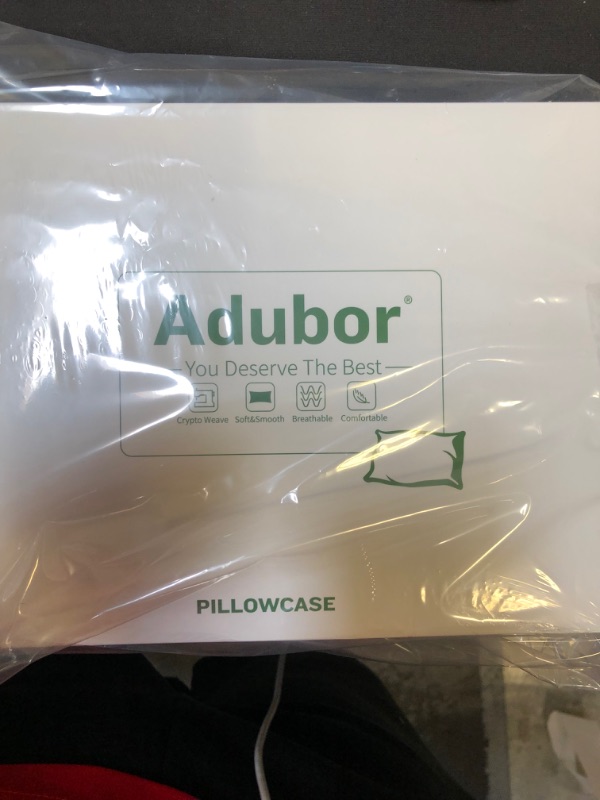 Adubor®
You Deserve The Best
Crypto Weave Soft&Smooth Breathable Comfortable
PILLOWCASE